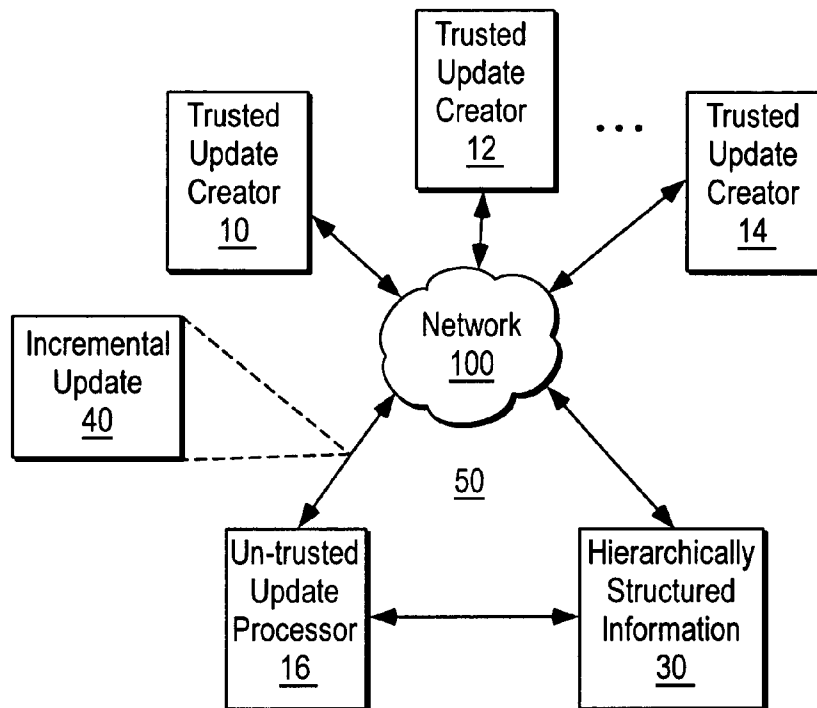 Trusted
Update
Creator
10
Trusted
Update
Creator
12
...
Trusted
Update
Creator
14
Network
100
Incremental
Update
40
50
Un-trusted
Update
Processor
16
Hierarchically
Structured
Information
30